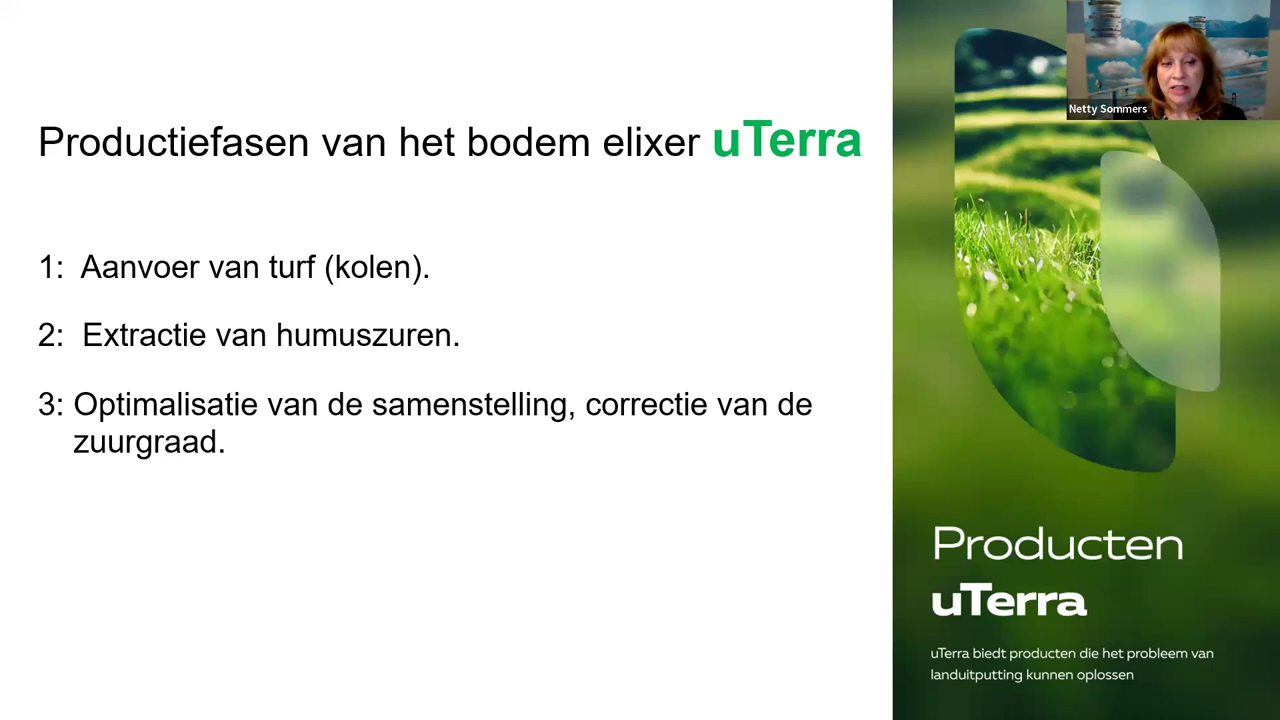 Productiefasen van het bodem elixer uTerra
1: Aanvoer van turf (kolen).
2: Extractie van humuszuren.
3: Optimalisatie van de samenstelling, correctie van de
zuurgraad.
Netty Sommers
Producten
uTerra
uTerra biedt producten die het probleem van
landuitputting kunnen oplossen